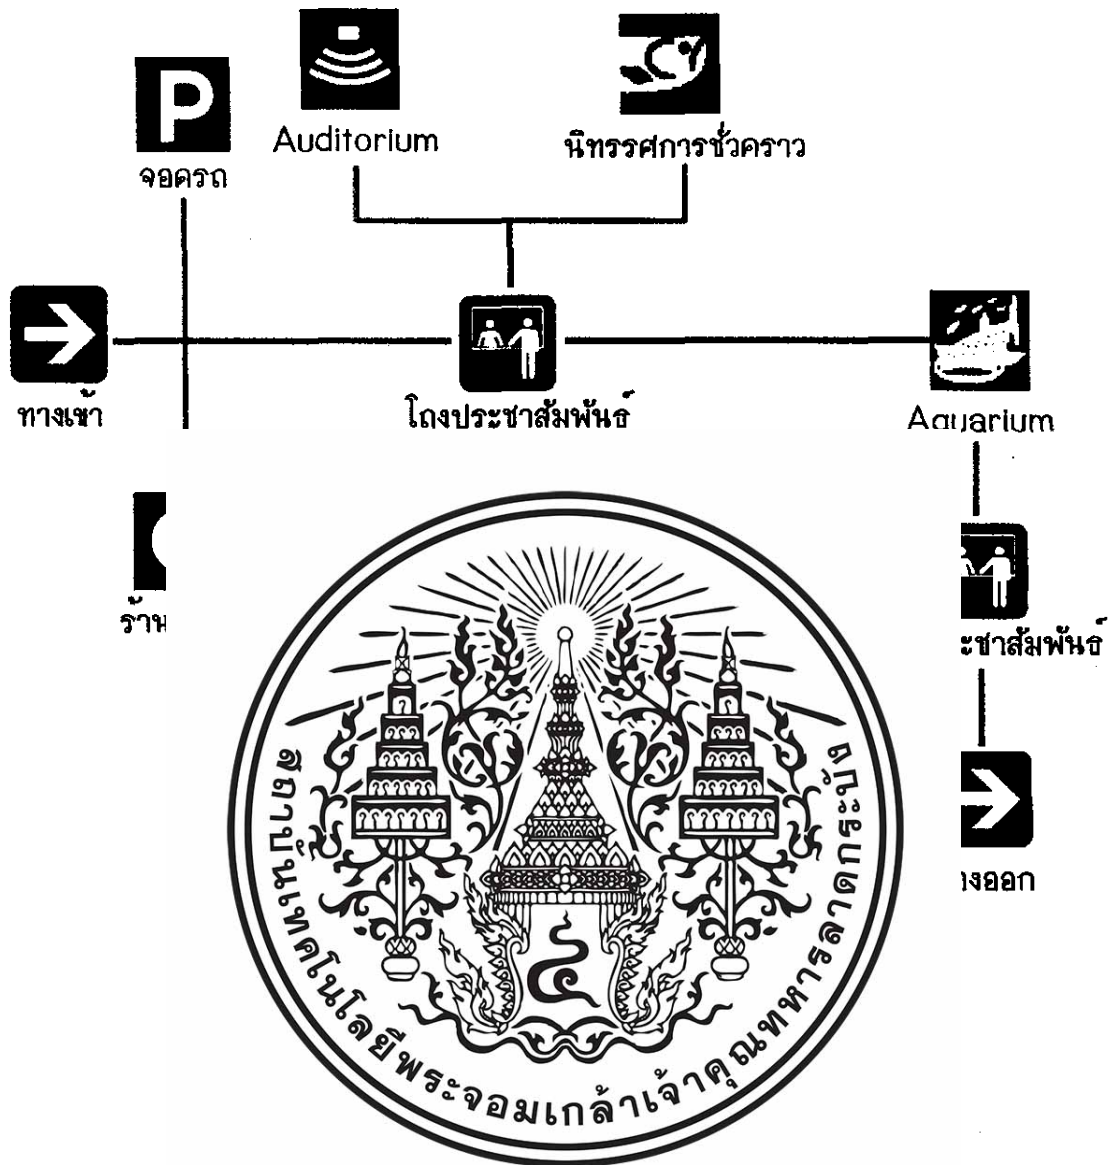 P
Auditorium
นิทรรศการชั่วคราว
จอดรถ
ทางเข้า
โถงประชาสัมพันธ์
Aquarium
ร้าน
ะชาสัมพันธ์
งออก
สถาบันเทคโนโลยีพระจอมเกล้าเจ้าคุณทหารลาดกระบัง
๔